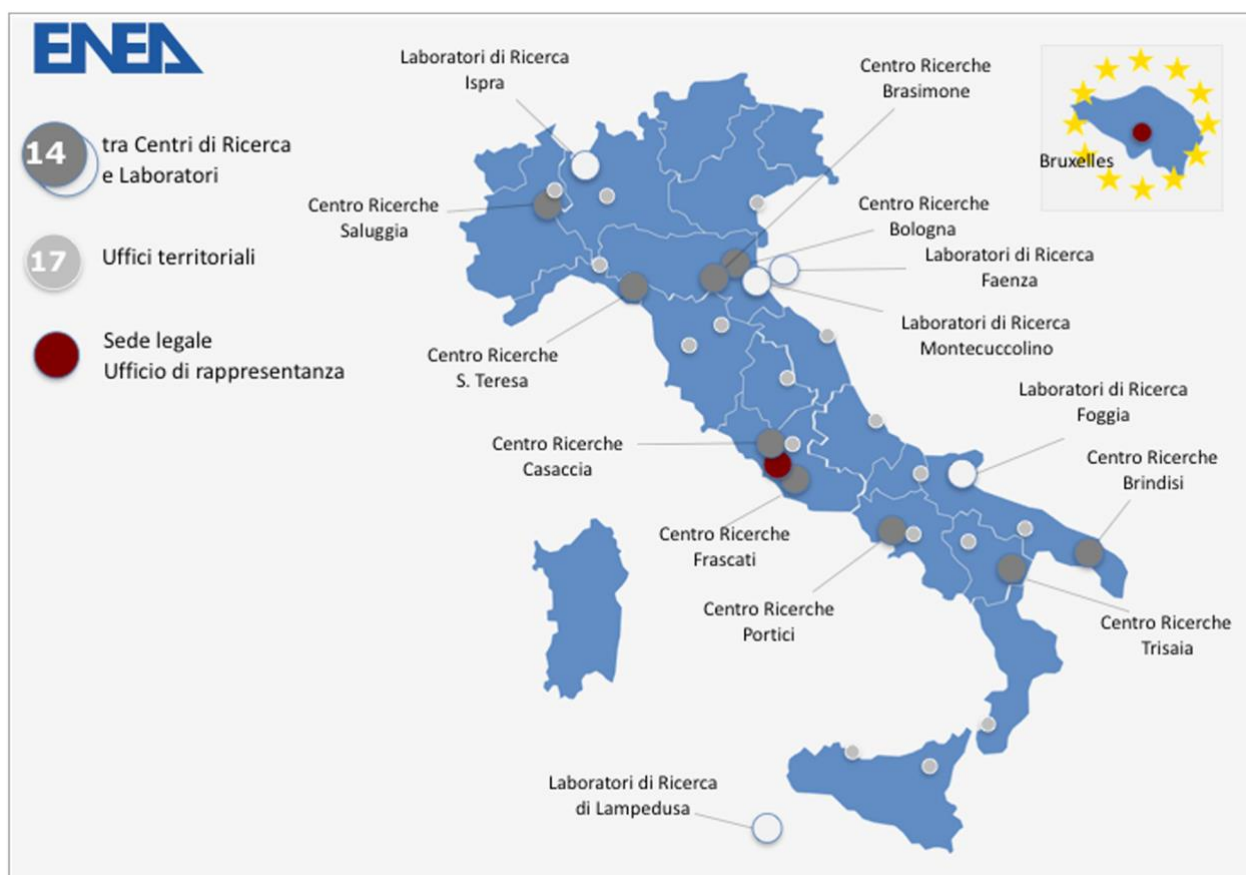 ENEA
14
tra Centri di Ricerca
e Laboratori
17
Uffici territoriali
Sede legale
Ufficio di rappresentanza
Laboratori di Ricerca
Ispra
Centro Ricerche
Brasimone
Bruxelles
Centro Ricerche
Saluggia
Centro Ricerche
Bologna
Laboratori di Ricerca
Faenza
Laboratori di Ricerca
Montecuccolino
Centro Ricerche
S. Teresa
Laboratori di Ricerca
Foggia
Centro Ricerche
Casaccia
Centro Ricerche
Brindisi
Centro Ricerche
Frascati
Centro Ricerche
Portici
Centro Ricerche
Trisaia
Laboratori di Ricerca
di Lampedusa